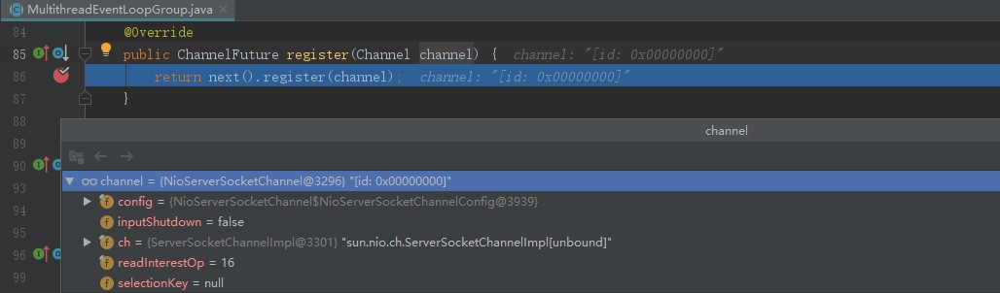 MultithreadEventLoopGroup.java ×
84 @Override
85 public ChannelFuture register(Channel channel) { channel: "[id: 0x00000000]"
86 return next().register(channel); channel: "[id: 0x00000000]"
87 }
88
89
90
93
94
95
96
99
channel
channel = {NioServerSocketChannel@3296} "[id: 0x00000000]"
config = {NioServerSocketChannel$NioServerSocketChannelConfig@3939}
inputShutdown = false
ch = {ServerSocketChannelImpl@3301} "sun.nio.ch.ServerSocketChannelImpl[unbound]"
readInterestOp = 16
selectionKey = null